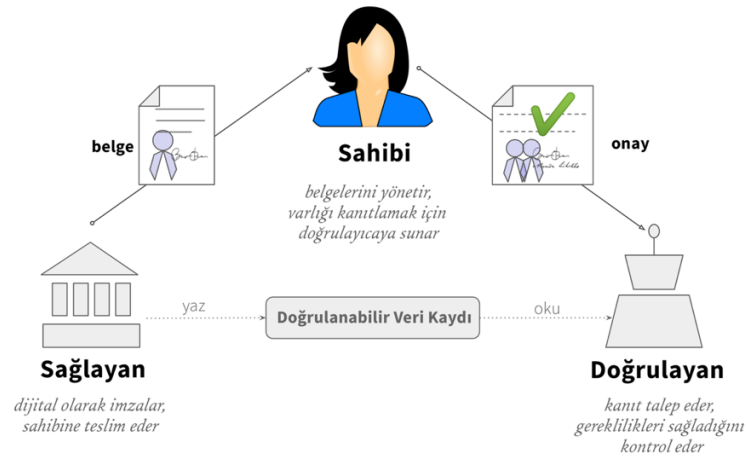 belge
onay
Sahibi
belgelerini yönetir,
varlığı kanıtlamak için
doğrulayıcaya sunar
yaz
Doğrulanabilir Veri Kaydı
oku
Sağlayan
dijital olarak imzalar,
sahibine teslim eder
Doğrulayan
kanıt talep eder,
gereklilikleri sağladığını
kontrol eder